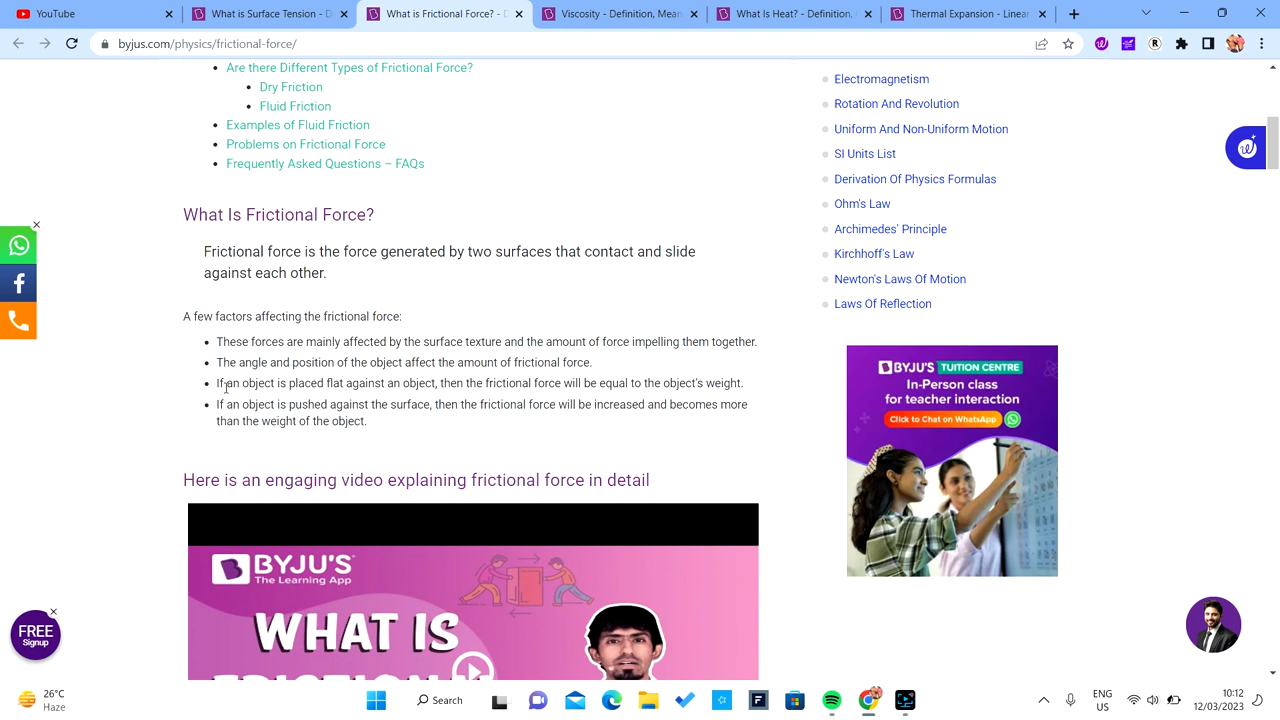 YouTube
What Is Friction? - Definition, Fo
Viscosity - Viscosity, Definition, Mean
What Is Heat - Definition, Effects,
Linear Expansion - Linear
byjus.com/physics/frictional-force/
Are there Different Types of Frictional Force?
Dry Friction
Fluid Friction
Examples of Fluid Friction
Problems on Frictional Force
Frequently Asked Questions – FAQs
What Is Frictional Force?
Frictional force is the force generated by two surfaces that contact and slide
against each other.
A few factors affecting the frictional force:
These forces are mainly affected by the surface texture and the amount of force impelling them together.
The angle and position of the object affect the amount of frictional force.
If an object is placed flat against an object, then the frictional force will be equal to the object's weight.
If an object is pushed against the surface, then the frictional force will be increased and becomes more
than the weight of the object.
Here is an engaging video explaining frictional force in detail
BYJU'S
The Learning App
WHAT IS
FRICTION
Electromagnetism
Rotation And Revolution
Uniform And Non-Uniform Motion
SI Units List
Derivation Of Physics Formulas
Ohm's Law
Archimedes' Principle
Kirchhoff's Law
Newton's Laws Of Motion
Laws Of Reflection
BYJU'S TUITION CENTRE
In-Person class
for teacher interaction
Click to Chat on WhatsApp
FREE
Signup
26°C
Haze
Search
ENG
US
10:12
12/03/2023